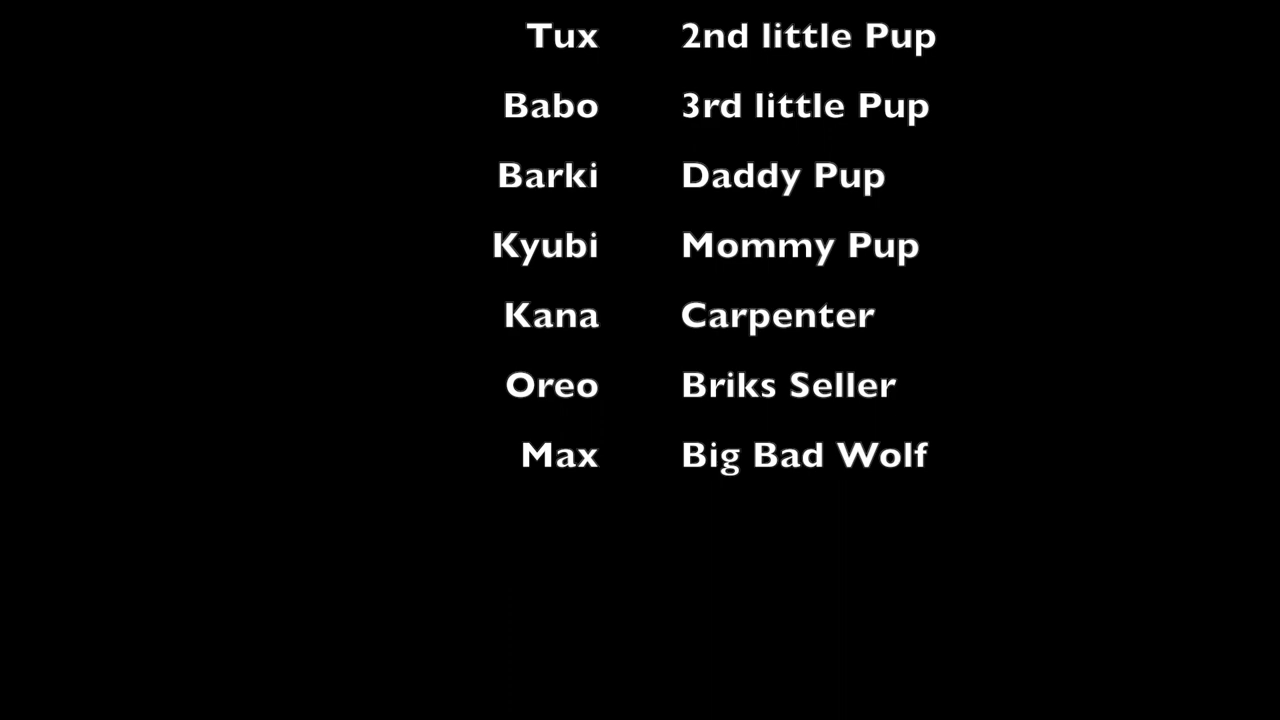 Tux 2nd little Pup
Babo 3rd little Pup
Barki Daddy Pup
Kyubi Mommy Pup
Kana Carpenter
Oreo Briks Seller
Max Big Bad Wolf